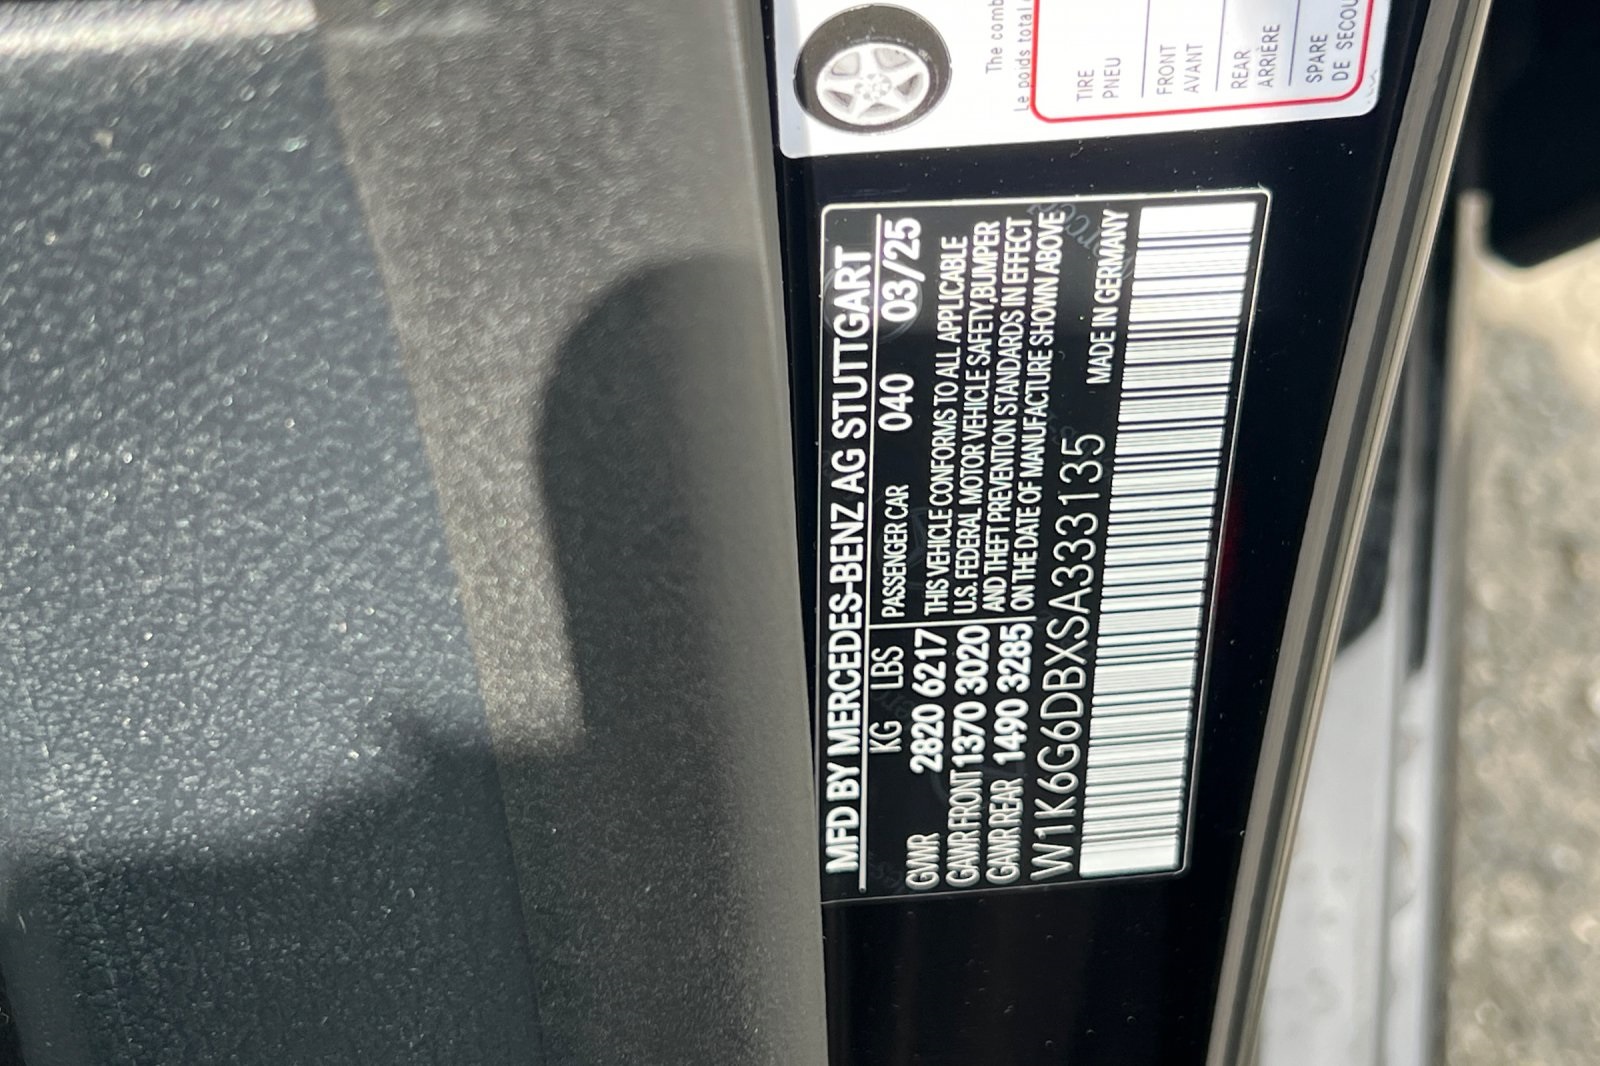 MFD BY MERCEDES-BENZ AG STUTTGART
KG LBS PASSENGER CAR 040 03/25
GWR 2820 6217 THIS VEHICLE CONFORMS TO ALL APPLICABLE
GAWR FRONT 1370 3020 U.S. FEDERAL MOTOR VEHICLE SAFETY,BUMPER
GAWR REAR 1490 3285 AND THEFT PREVENTION STANDARDS IN EFFECT
ON THE DATE OF MANUFACTURE SHOWN ABOVE
W1K6G6DBXSA333135 MADE IN GERMANY
The comb
Le poids total
TIRE
PNEU
FRONT
AVANT
REAR
ARRIÈRE
SPARE
DE SECOU